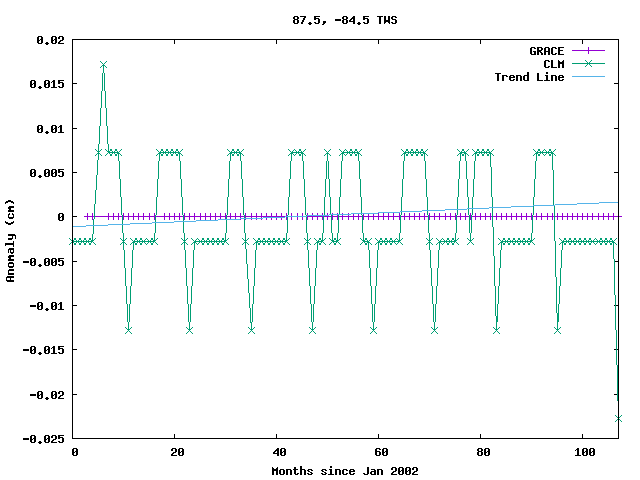 87.5, -84.5 TWS
GRACE
CLM
Trend Line
0.02
0.015
0.01
0.005
0
-0.005
-0.01
-0.015
-0.02
-0.025
Anomaly (cm)
0 20 40 60 80 100
Months since Jan 2002